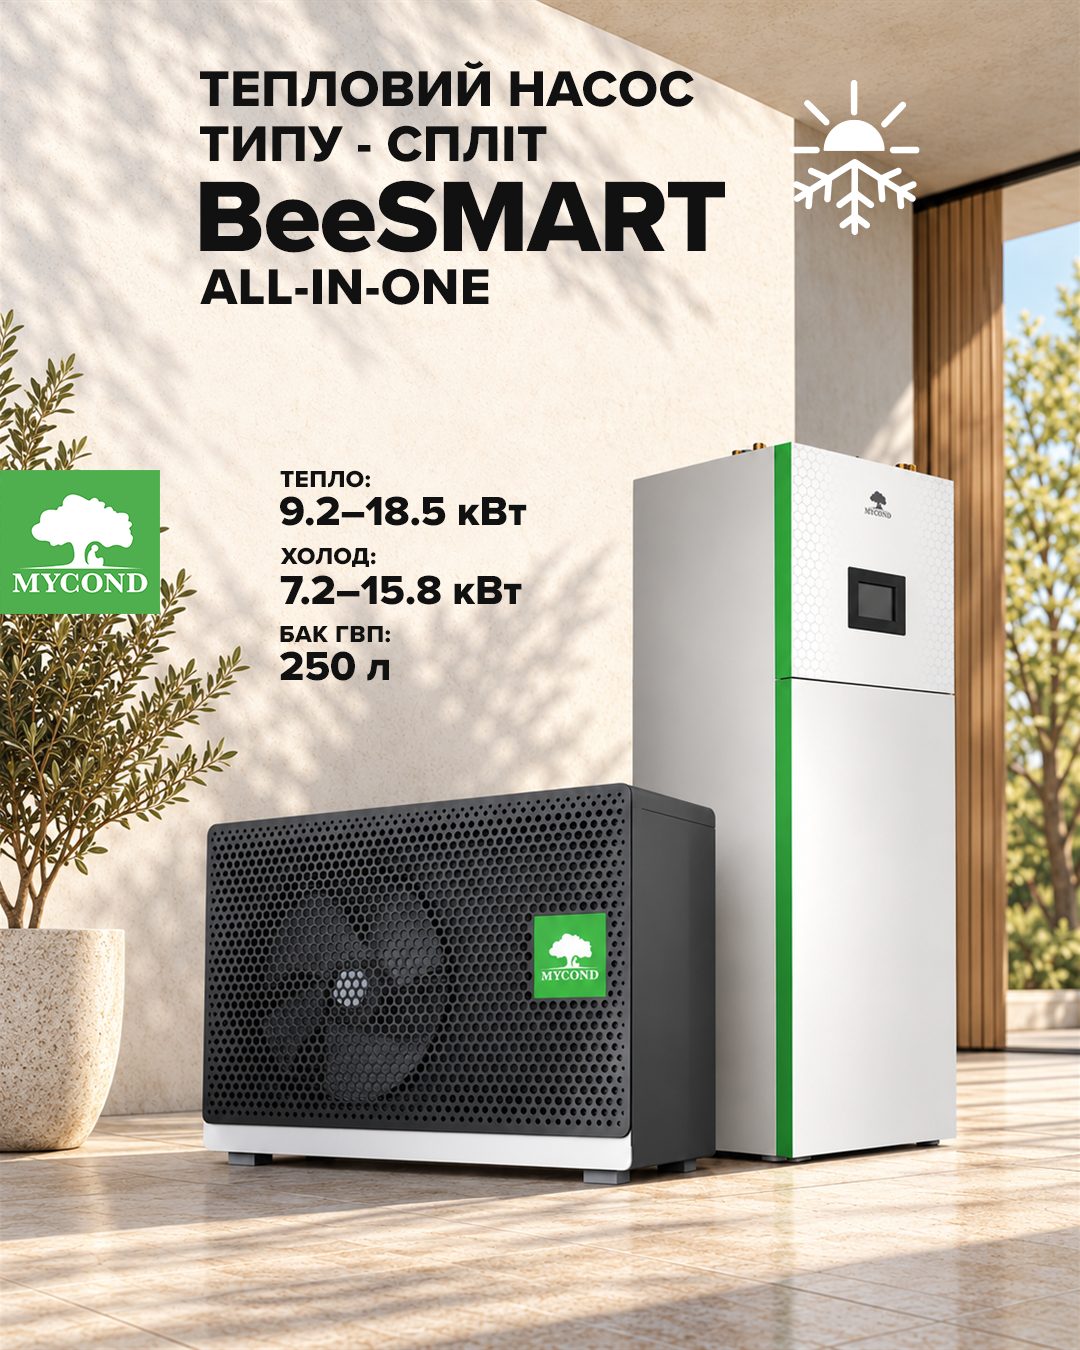 ТЕПЛОВИЙ НАСОС
ТИПУ - СПЛІТ
BeeSMART
ALL-IN-ONE
ТЕПЛО:
9.2–18.5 кВт
ХОЛОД:
7.2–15.8 кВт
БАК ГВП:
250 л
MYCOND
MYCOND
MYCOND